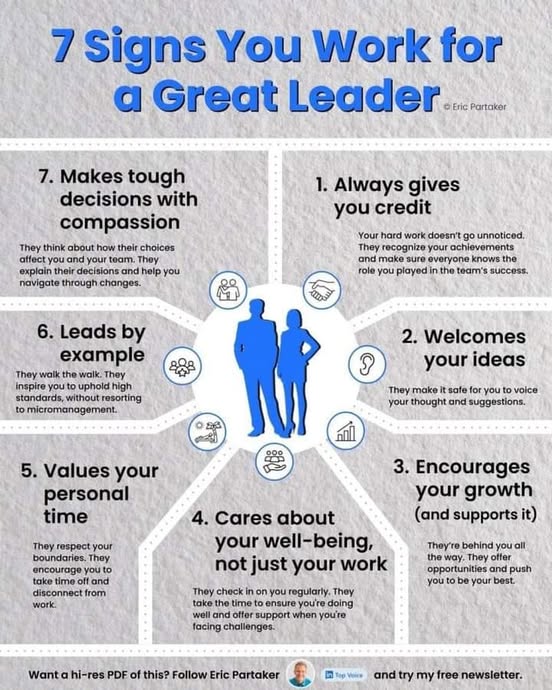 7 Signs You Work for
a Great Leader
© Eric Partaker
1. Always gives
you credit
Your hard work doesn't go unnoticed.
They recognize your achievements
and make sure everyone knows the
role you played in the team's success.
2. Welcomes
your ideas
They make it safe for you to voice
your thought and suggestions.
3. Encourages
your growth
(and supports it)
They're behind you all
the way. They offer
opportunities and push
you to be your best.
4. Cares about
your well-being,
not just your work
They check in on you regularly. They
take the time to ensure you're doing
well and offer support when you're
facing challenges.
5. Values your
personal
time
They respect your
boundaries. They
encourage you to
take time off and
disconnect from
work.
6. Leads by
example
They walk the walk. They
inspire you to uphold high
standards, without resorting
to micromanagement.
7. Makes tough
decisions with
compassion
They think about how their choices
affect you and your team. They
explain their decisions and help you
navigate through changes.
Want a hi-res PDF of this? Follow Eric Partaker in Top Voice and try my free newsletter.